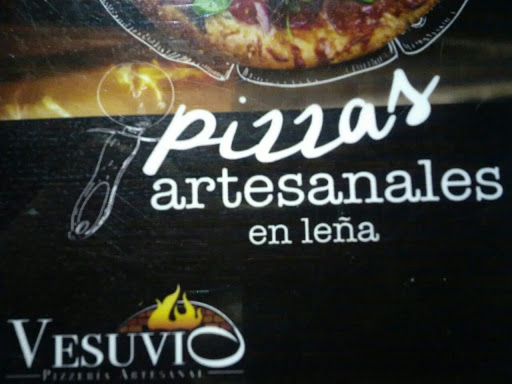 pizzas
artesanales
en leña
VESUVIO
PIZZERÍA ARTESANAL